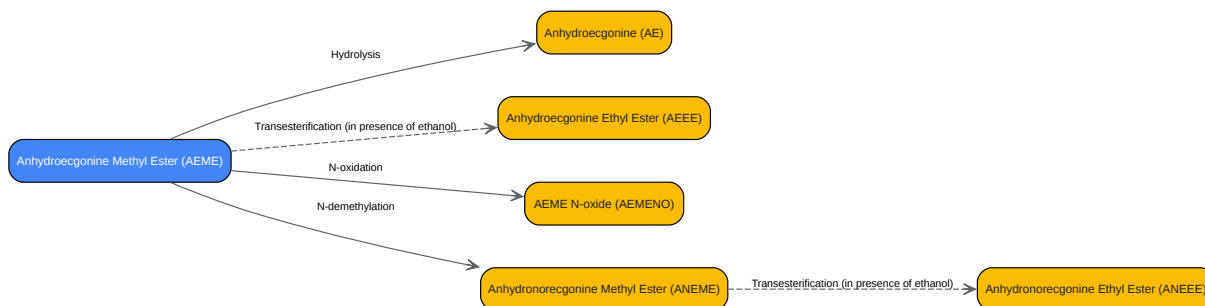 Anhydroecgonine (AE)
Hydrolysis
Anhydroecgonine Ethyl Ester (AEEE)
Transesterification (in presence of ethanol)
Anhydroecgonine Methyl Ester (AEME)
N-oxidation
AEME N-oxide (AEMENO)
N-demethylation
Anhydronorecgonine Methyl Ester (ANEME)
Transesterification (in presence of ethanol)
Anhydronorecgonine Ethyl Ester (ANEEE)